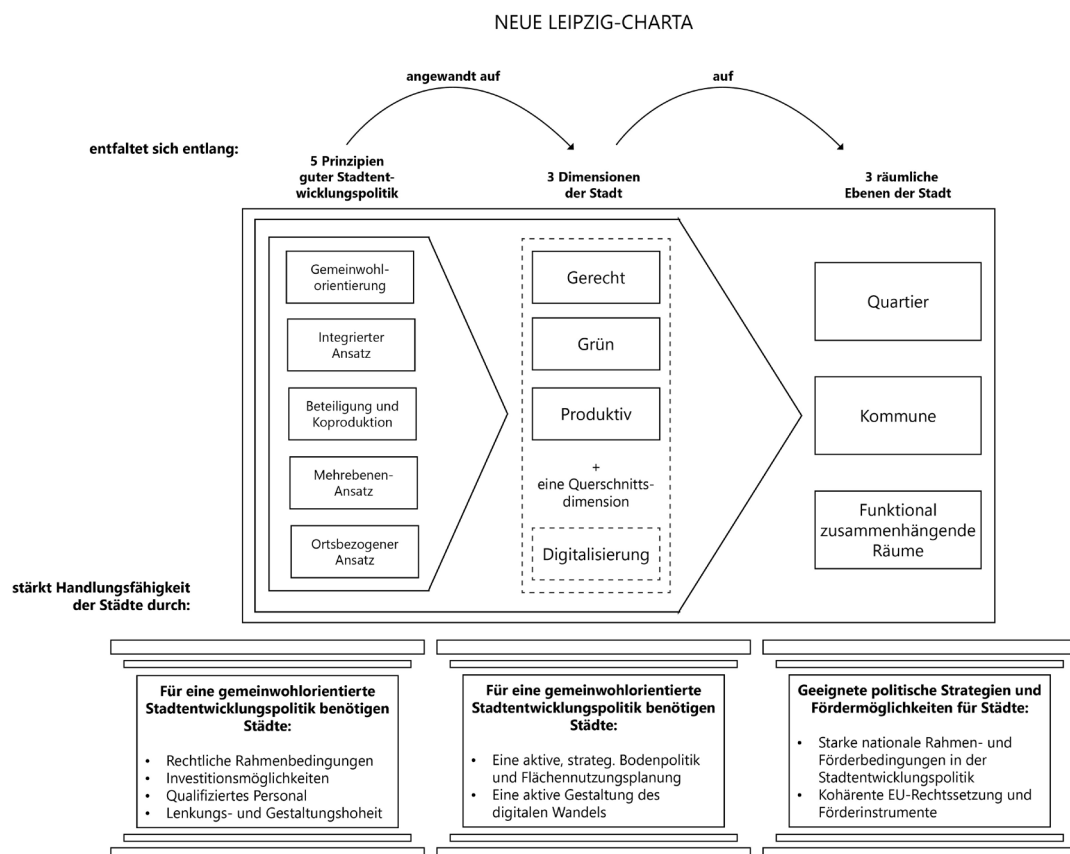 NEUE LEIPZIG-CHARTA
angewandt auf
auf
entfaltet sich entlang:
5 Prinzipien
guter Stadtent-
wicklungspolitik
3 Dimensionen
der Stadt
3 räumliche
Ebenen der Stadt
Gemeinwohl-
orientierung
Integrierter
Ansatz
Beteiligung und
Koproduktion
Mehrebenen-
Ansatz
Ortsbezogener
Ansatz
Gerecht
Grün
Produktiv
+
eine Querschnitts-
dimension
Digitalisierung
Quartier
Kommune
Funktional
zusammenhängende
Räume
stärkt Handlungsfähigkeit
der Städte durch:
Für eine gemeinwohlorientierte
Stadtentwicklungspolitik benötigen
Städte:
• Rechtliche Rahmenbedingungen
• Investitionsmöglichkeiten
• Qualifiziertes Personal
• Lenkungs- und Gestaltungshoheit
Für eine gemeinwohlorientierte
Stadtentwicklungspolitik benötigen
Städte:
• Eine aktive, strateg. Bodenpolitik
und Flächennutzungsplanung
• Eine aktive Gestaltung des
digitalen Wandels
Geeignete politische Strategien und
Fördermöglichkeiten für Städte:
• Starke nationale Rahmen- und
Förderbedingungen in der
Stadtentwicklungspolitik
• Kohärente EU-Rechtssetzung und
Förderinstrumente